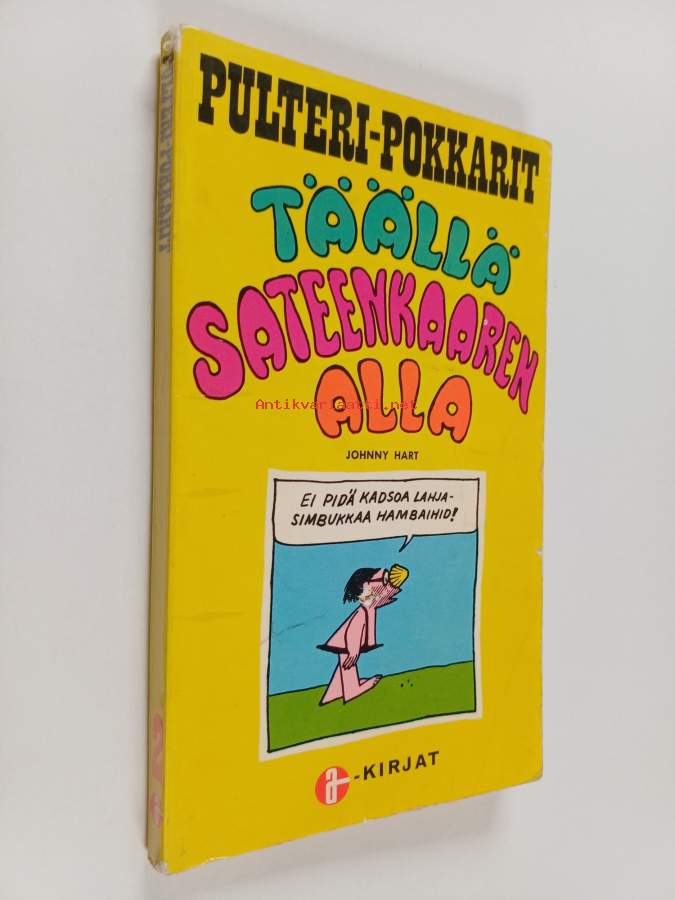 PULTERI-POKKARIT
TÄÄLLÄ
SATEENKAAREN
ALLA
Antikvariaatti.net
JOHNNY HART
EI PIDÄ KADSOA LAHJA-
SIMBUKKAA HAMBAIHID!
a-KIRJAT
PULTERI-POKKARIT